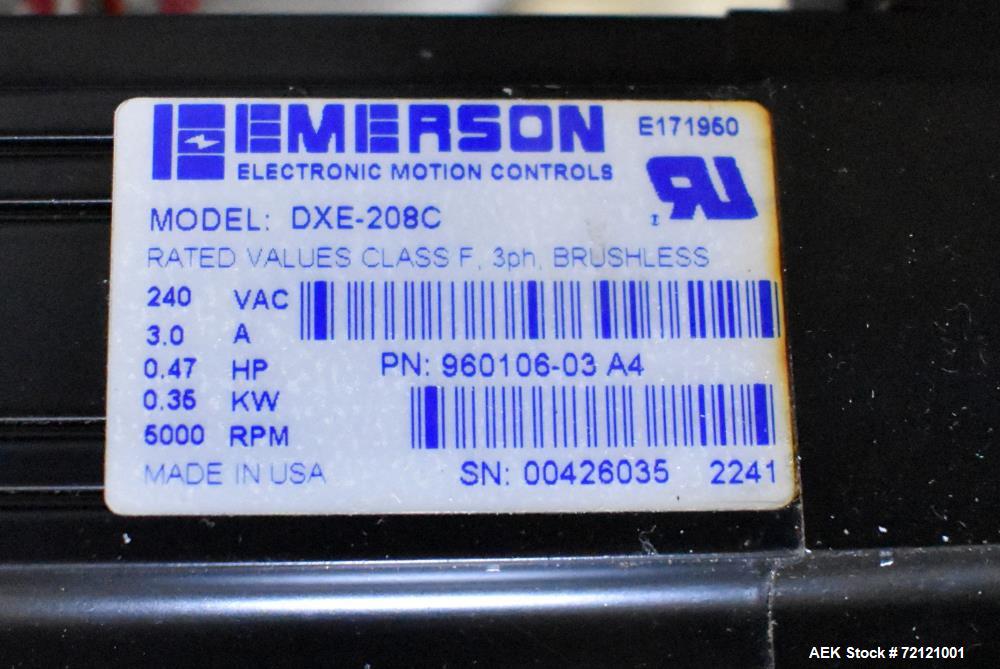 EMERSON
ELECTRONIC MOTION CONTROLS
E171950
MODEL: DXE-208C
RATED VALUES CLASS F, 3ph, BRUSHLESS
240 VAC
3.0 A
0.47 HP
PN: 960106-03 A4
0.35 KW
5000 RPM
MADE IN USA
SN: 00426035 2241
AEK Stock # 72121001